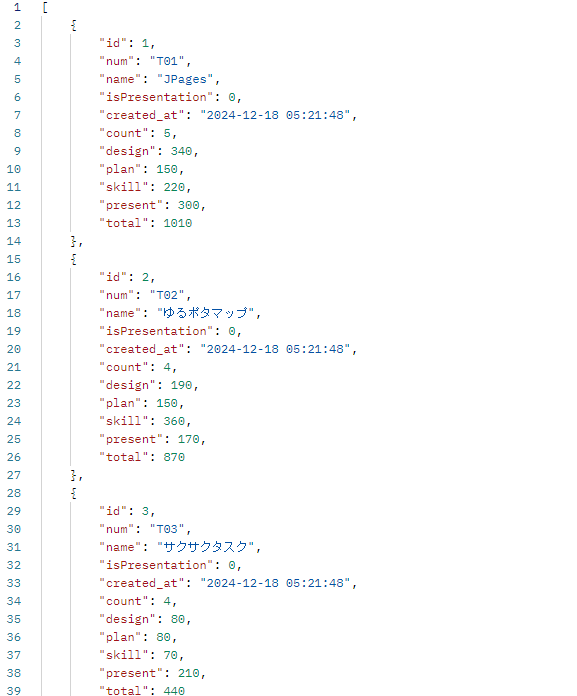 1 [
2 {
3 "id": 1,
4 "num": "T01",
5 "name": "JPages",
6 "isPresentation": 0,
7 "created_at": "2024-12-18 05:21:48",
8 "count": 5,
9 "design": 340,
10 "plan": 150,
11 "skill": 220,
12 "present": 300,
13 "total": 1010
14 },
15 {
16 "id": 2,
17 "num": "T02",
18 "name": "ゆるポタマップ",
19 "isPresentation": 0,
20 "created_at": "2024-12-18 05:21:48",
21 "count": 4,
22 "design": 190,
23 "plan": 150,
24 "skill": 360,
25 "present": 170,
26 "total": 870
27 },
28 {
29 "id": 3,
30 "num": "T03",
31 "name": "サクサクタスク",
32 "isPresentation": 0,
33 "created_at": "2024-12-18 05:21:48",
34 "count": 4,
35 "design": 80,
36 "plan": 80,
37 "skill": 70,
38 "present": 210,
39 "total": 440